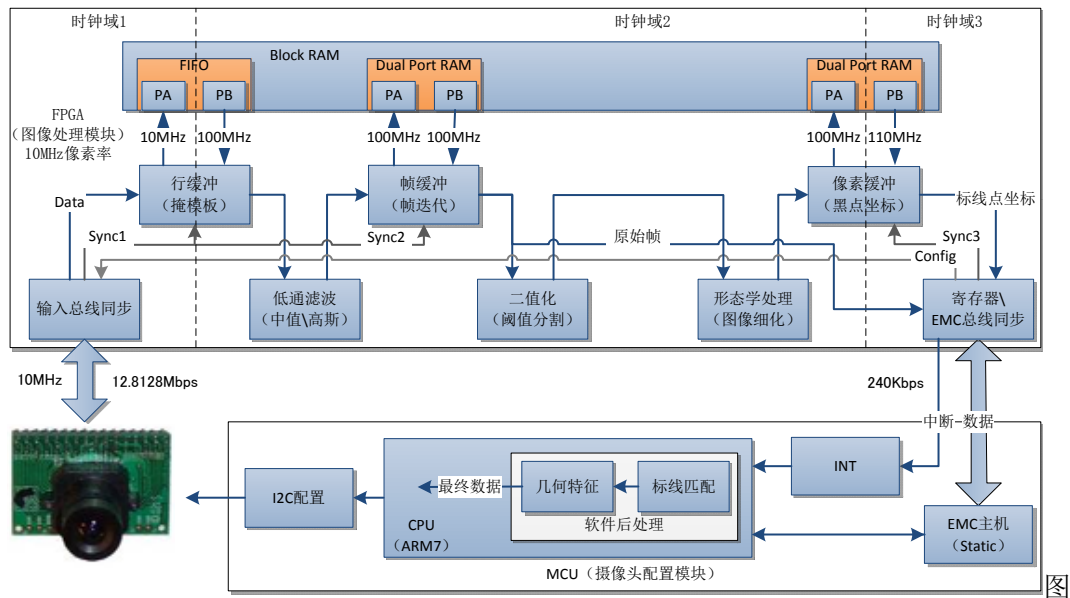 时钟域1
时钟域2
时钟域3
Block RAM
FIFO
Dual Port RAM
Dual Port RAM
PA
PB
PA
PB
PA
PB
FPGA
（图像处理模块）
10MHz像素率
10MHz
100MHz
100MHz
100MHz
100MHz
110MHz
行缓冲
（掩模板）
帧缓冲
（帧迭代）
像素缓冲
（黑点坐标）
Data
标线点坐标
Sync1
Sync2
原始帧
Sync3
Config
输入总线同步
低通滤波
（中值\高斯）
二值化
（阈值分割）
形态学处理
（图像细化）
寄存器\
EMC总线同步
10MHz
12.8128Mbps
240Kbps
中断
数据
I2C配置
最终数据
几何特征
标线匹配
软件后处理
CPU
（ARM7）
INT
EMC主机
（Static）
MCU（摄像头配置模块）
图